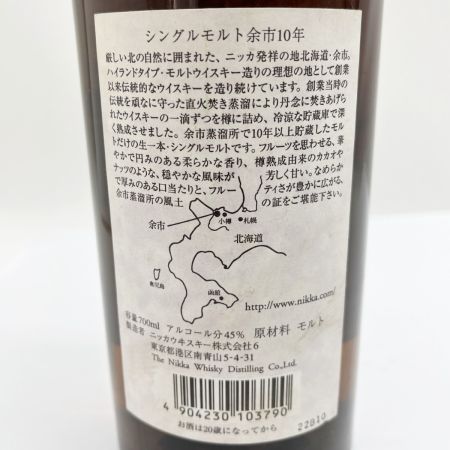 シングルモルト余市10年
厳しい北の自然に囲まれた、ニッカ発祥の地北海道・余市。
ハイランドタイプ・モルトウイスキー造りの理想の地として創業
以来伝統的なウイスキーを造り続けています。創業当時の
伝統を頑なに守った直火焚き蒸溜により丹念に焚きあげら
れたウイスキーの一滴ずつを樽に詰め、冷涼な貯蔵庫で深
く熟成させました。余市蒸溜所で10年以上貯蔵したモル
トだけの生一本・シングルモルトです。フルーツを思わせる、華
やかで円みのある柔らかな香り、樽熟成由来のカカオや
ナッツのような、穏やかな風味が 芳しく甘い。なめらか
で厚みのある口当たりと、フルー ティさが豊かに広がる、
余市蒸溜所の風土 の証をご堪能下さい。
余市 小樽 札幌
北海道
鹿児島
函館
http://www.nikka.com/
容量700ml アルコール分45% 原材料 モルト
製造者 ニッカウヰスキー株式会社6
東京都港区南青山5-4-31
The Nikka Whisky Distilling Co.,Ltd.
4 904230 103790
お酒は20歳になってから
22B10